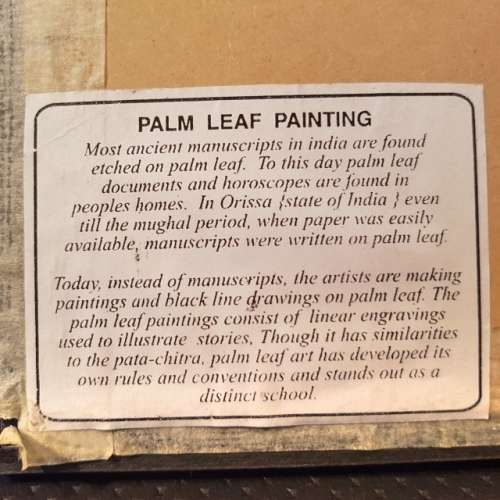 PALM LEAF PAINTING
Most ancient manuscripts in india are found
etched on palm leaf. To this day palm leaf
documents and horoscopes are found in
peoples homes. In Orissa {state of India } even
till the mughal period, when paper was easily
available, manuscripts were written on palm leaf.
Today, instead of manuscripts, the artists are making
paintings and black line drawings on palm leaf. The
palm leaf paintings consist of linear engravings
used to illustrate stories, Though it has similarities
to the pata-chitra, palm leaf art has developed its
own rules and conventions and stands out as a
distinct school.